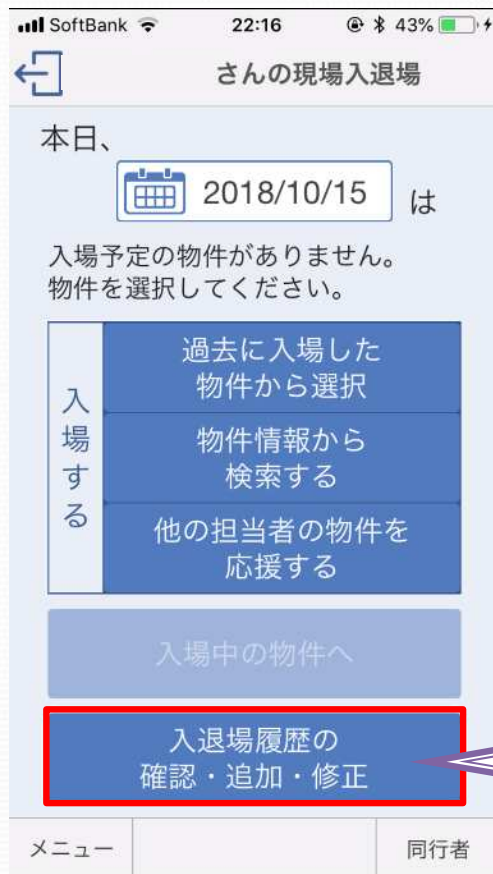 SoftBank 22:16 43%
さんの現場入退場
本日、
2018/10/15 は
入場予定の物件がありません。
物件を選択してください。
入場する
過去に入場した
物件から選択
物件情報から
検索する
他の担当者の物件を
応援する
入場中の物件へ
入退場履歴の
確認・追加・修正
メニュー 同行者